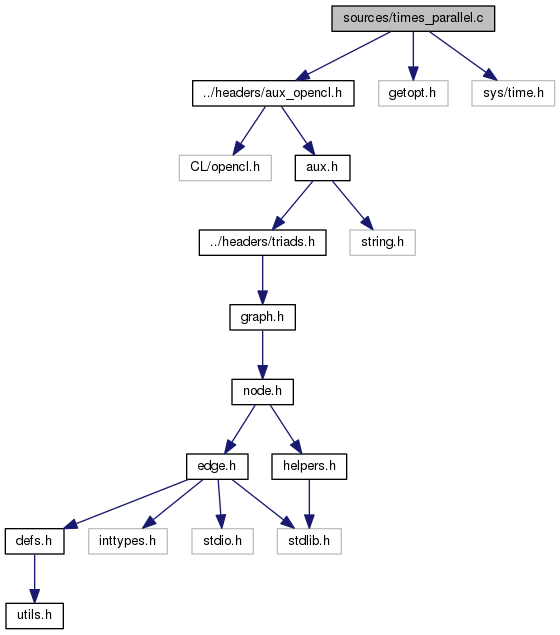 sources/times_parallel.c
../headers/aux_opencl.h
getopt.h
sys/time.h
CL/opencl.h
aux.h
../headers/triads.h
string.h
graph.h
node.h
edge.h
helpers.h
defs.h
inttypes.h
stdio.h
stdlib.h
utils.h